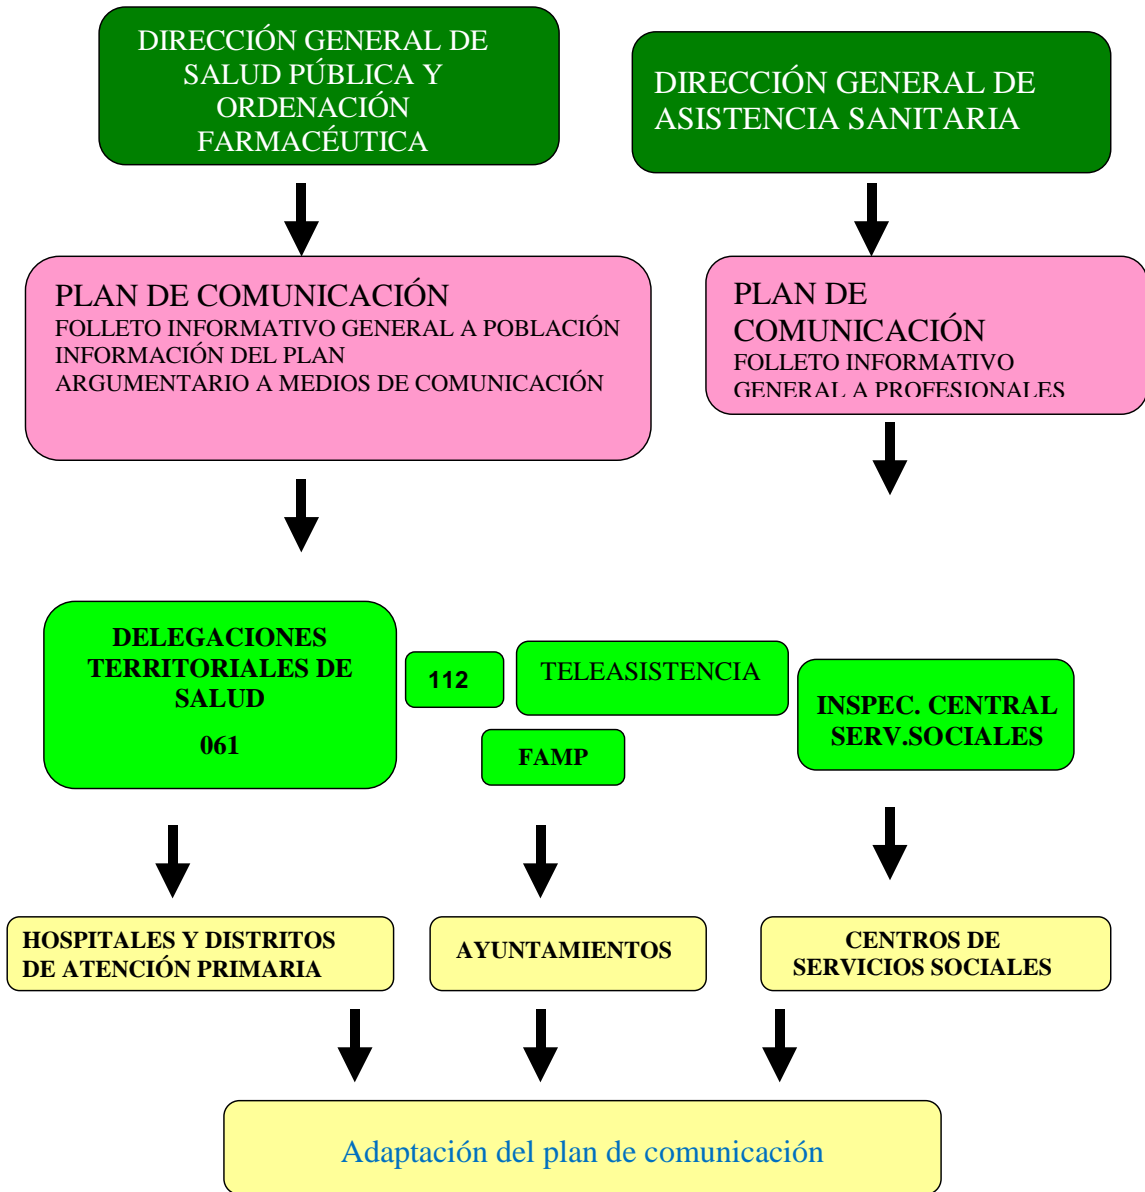 DIRECCIÓN GENERAL DE
SALUD PÚBLICA Y
ORDENACIÓN
FARMACÉUTICA
DIRECCIÓN GENERAL DE
ASISTENCIA SANITARIA
PLAN DE COMUNICACIÓN
FOLLETO INFORMATIVO GENERAL A POBLACIÓN
INFORMACIÓN DEL PLAN
ARGUMENTARIO A MEDIOS DE COMUNICACIÓN
PLAN DE
COMUNICACIÓN
FOLLETO INFORMATIVO
GENERAL A PROFESIONALES
DELEGACIONES
TERRITORIALES DE
SALUD
061
112
TELEASISTENCIA
FAMP
INSPEC. CENTRAL
SERV.SOCIALES
HOSPITALES Y DISTRITOS
DE ATENCIÓN PRIMARIA
AYUNTAMIENTOS
CENTROS DE
SERVICIOS SOCIALES
Adaptación del plan de comunicación